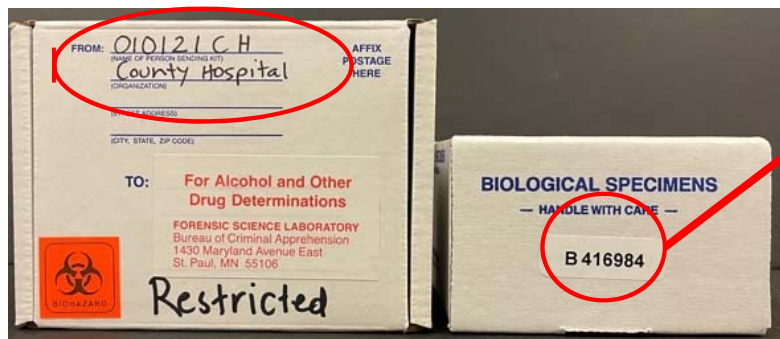 FROM: 010121CH
(NAME OF PERSON SENDING KIT)
County Hospital
(ORGANIZATION)
(STREET ADDRESS)
(CITY, STATE, ZIP CODE)
AFFIX
POSTAGE
HERE
TO:
For Alcohol and Other
Drug Determinations
FORENSIC SCIENCE LABORATORY
Bureau of Criminal Apprehension
1430 Maryland Avenue East
St. Paul, MN 55106
BIOHAZARD
Restricted
BIOLOGICAL SPECIMENS
— HANDLE WITH CARE —
B 416984